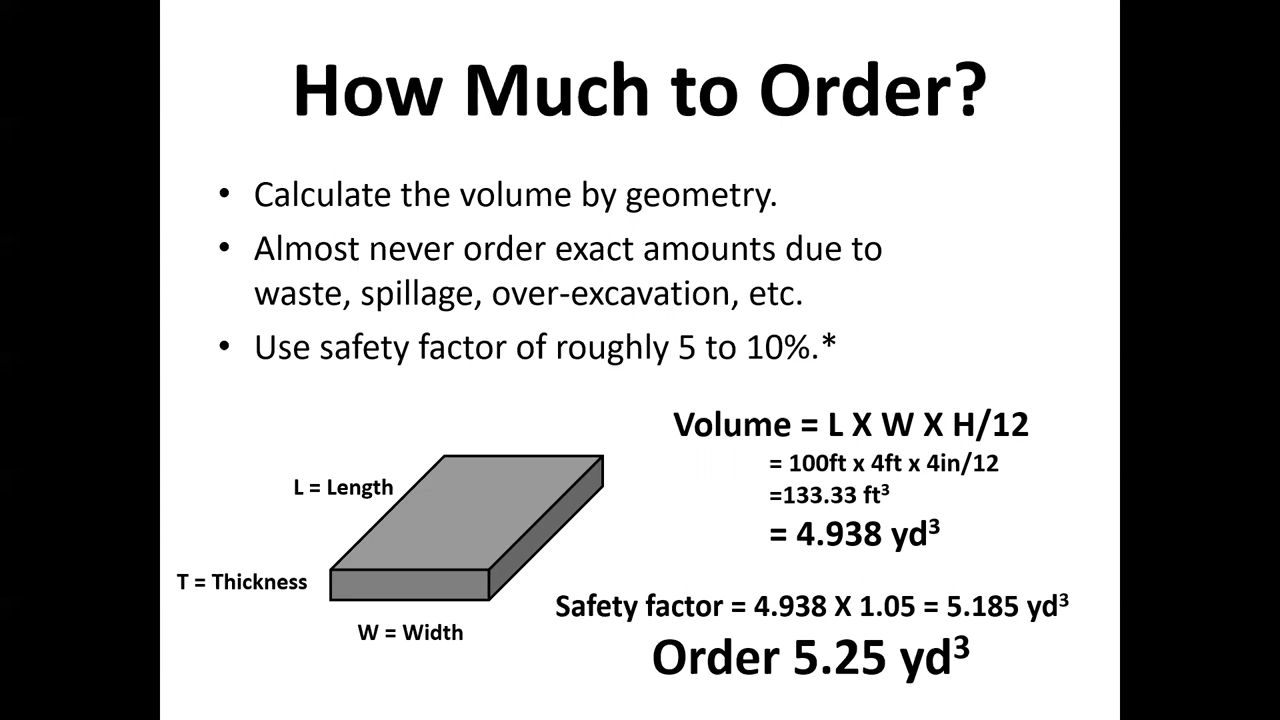 How Much to Order?
• Calculate the volume by geometry.
• Almost never order exact amounts due to
waste, spillage, over-excavation, etc.
• Use safety factor of roughly 5 to 10%.*
Volume = L X W X H/12
= 100ft x 4ft x 4in/12
=133.33 ft³
= 4.938 yd³
L = Length
T = Thickness
W = Width
Safety factor = 4.938 X 1.05 = 5.185 yd³
Order 5.25 yd³